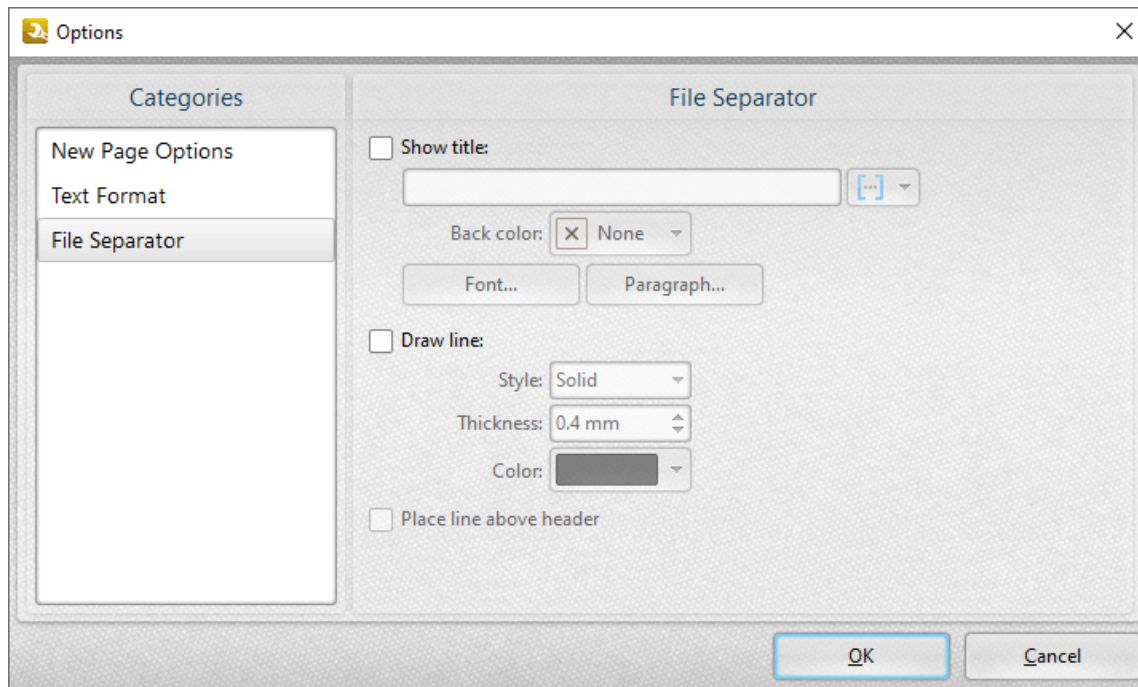 Options
Categories
New Page Options
Text Format
File Separator
File Separator
Show title:
Back color: None
Font... Paragraph...
Draw line:
Style: Solid
Thickness: 0.4 mm
Color:
Place line above header
OK Cancel